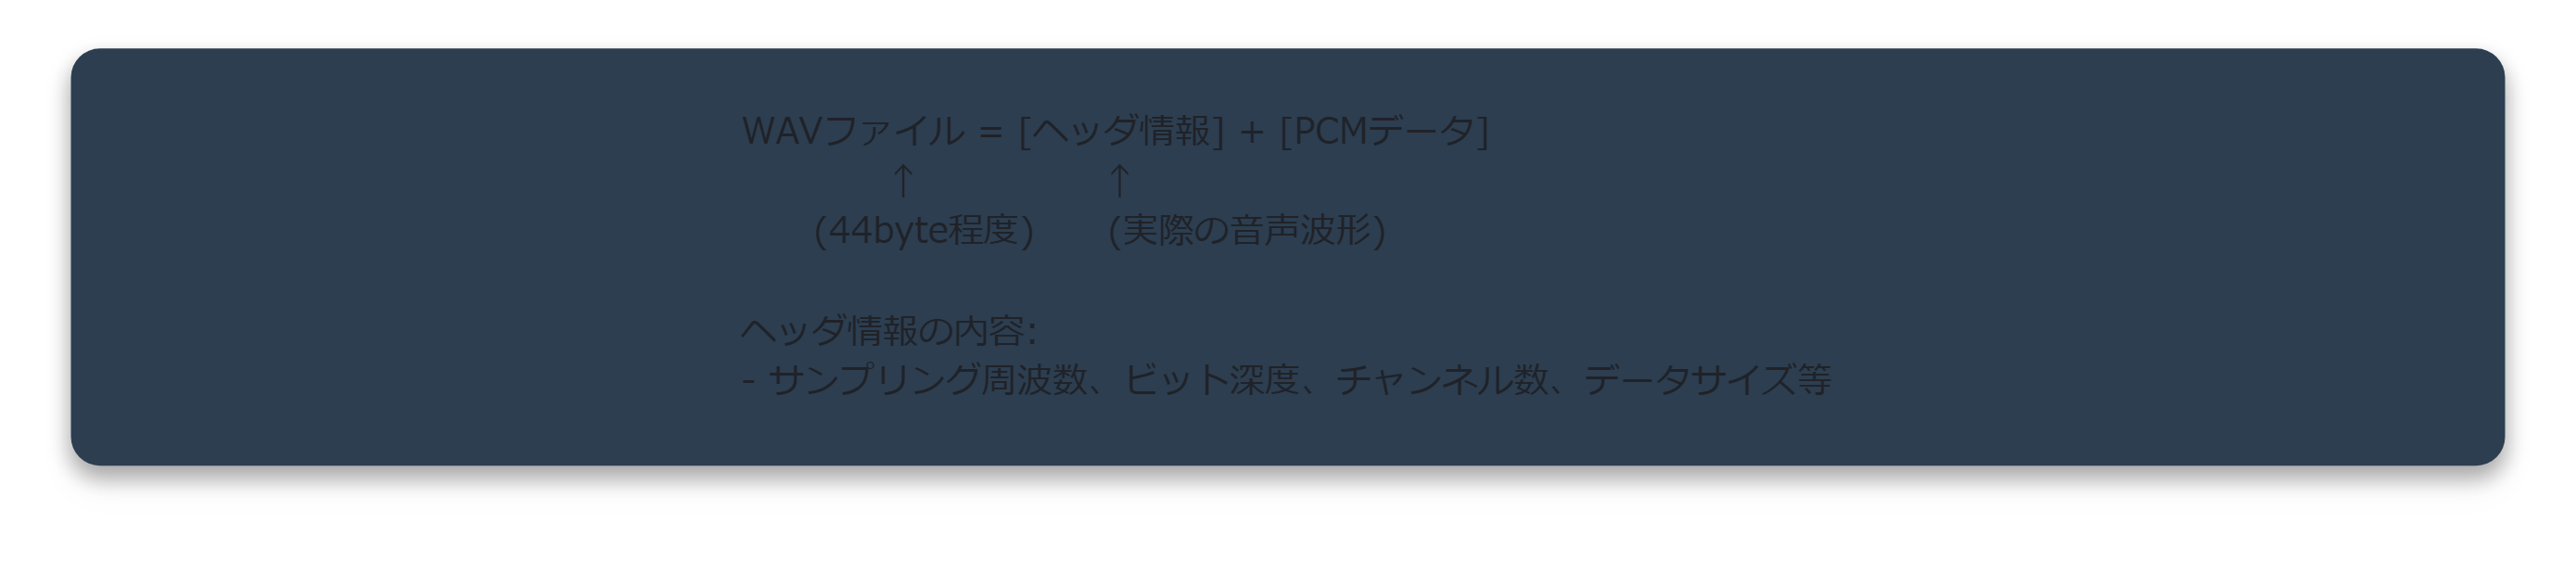 WAVファイル = [ヘッダ情報] + [PCMデータ]
↑ ↑
(44byte程度) (実際の音声波形)
ヘッダ情報の内容:
- サンプリング周波数、ビット深度、チャンネル数、データサイズ等